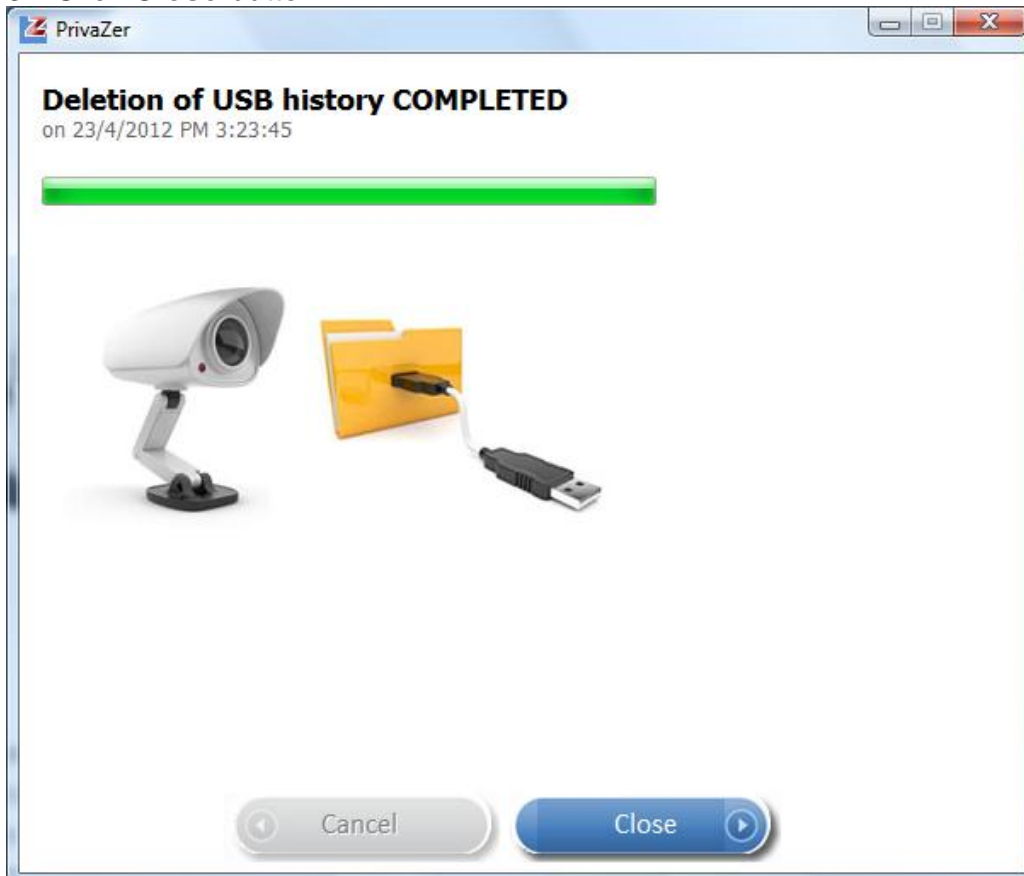 PrivaZer
Deletion of USB history COMPLETED
on 23/4/2012 PM 3:23:45
Cancel
Close